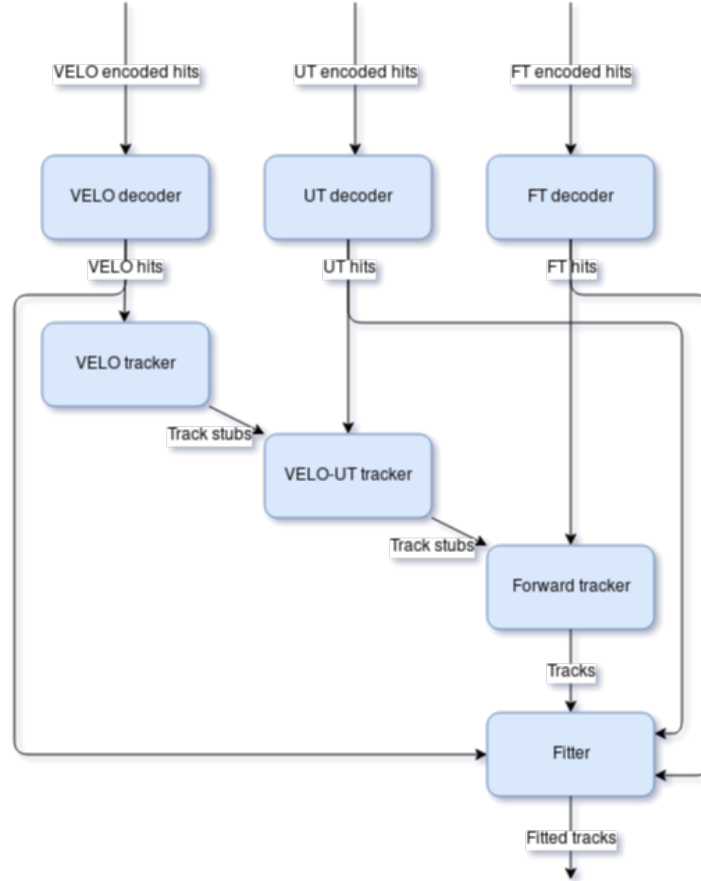 VELO encoded hits
UT encoded hits
FT encoded hits
VELO decoder
UT decoder
FT decoder
VELO hits
UT hits
FT hits
VELO tracker
Track stubs
VELO-UT tracker
Track stubs
Forward tracker
Tracks
Fitter
Fitted tracks